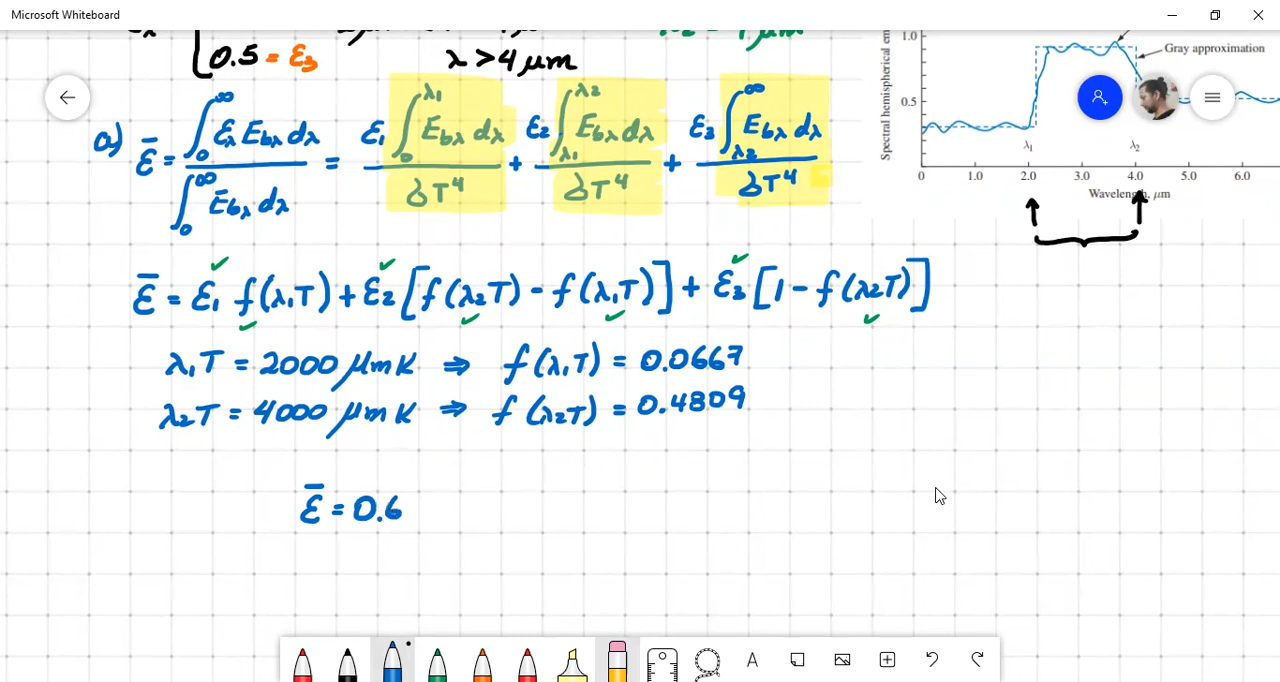 Microsoft Whiteboard
0.5 = ε3
λ > 4 μm
Spectral hemispherical em
1.0
0.5
Gray approximation
λ1
λ2
0 1.0 2.0 3.0 4.0 5.0 6.0
Wavelength, μm
a) ε̄ = ∫0^∞ ελ Ebλ dλ / ∫0^∞ Ebλ dλ = ε1 ∫0^λ1 Ebλ dλ / σT⁴ + ε2 ∫λ1^λ2 Ebλ dλ / σT⁴ + ε3 ∫λ2^∞ Ebλ dλ / σT⁴
ε̄ = ε1 f(λ1T) + ε2 [f(λ2T) - f(λ1T)] + ε3 [1 - f(λ2T)]
λ1T = 2000 μmK ⇒ f(λ1T) = 0.0667
λ2T = 4000 μmK ⇒ f(λ2T) = 0.4809
ε̄ = 0.6
A